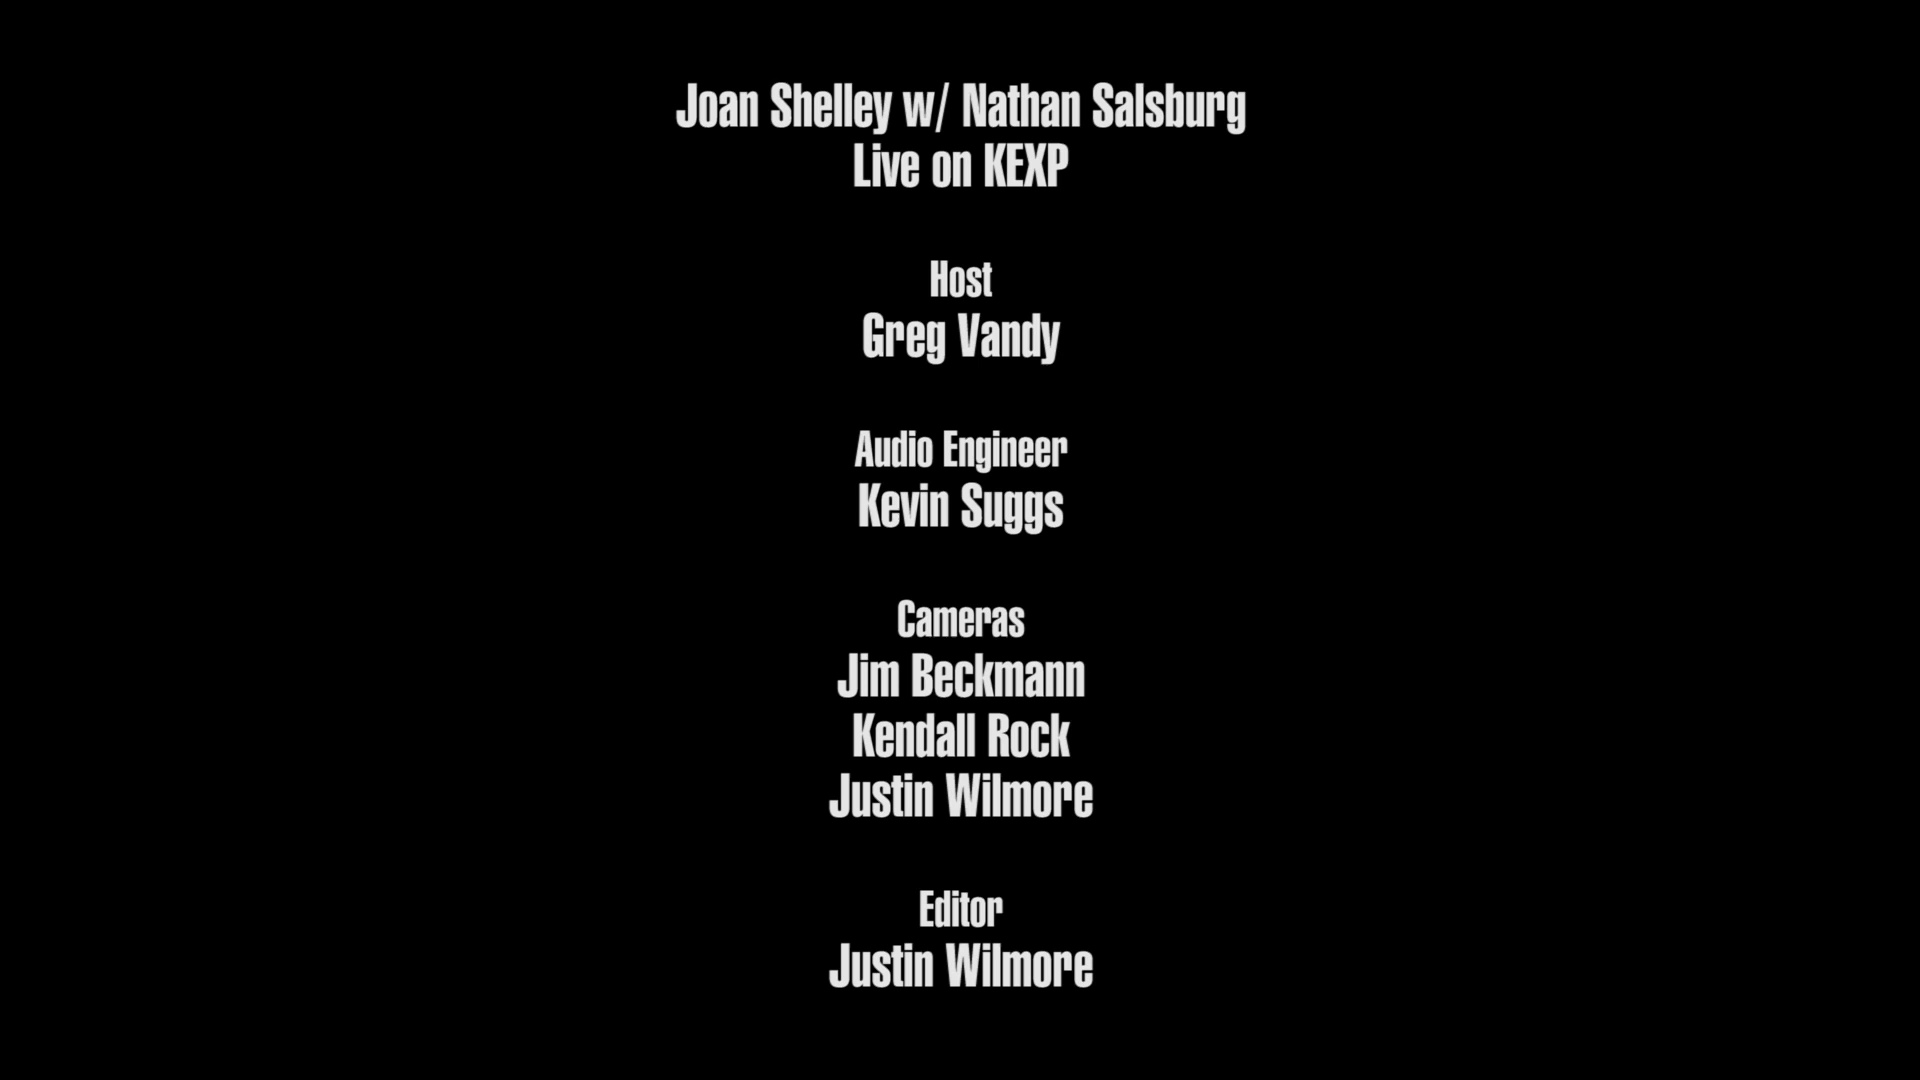 Joan Shelley w/ Nathan Salsburg
Live on KEXP
Host
Greg Vandy
Audio Engineer
Kevin Suggs
Cameras
Jim Beckmann
Kendall Rock
Justin Wilmore
Editor
Justin Wilmore